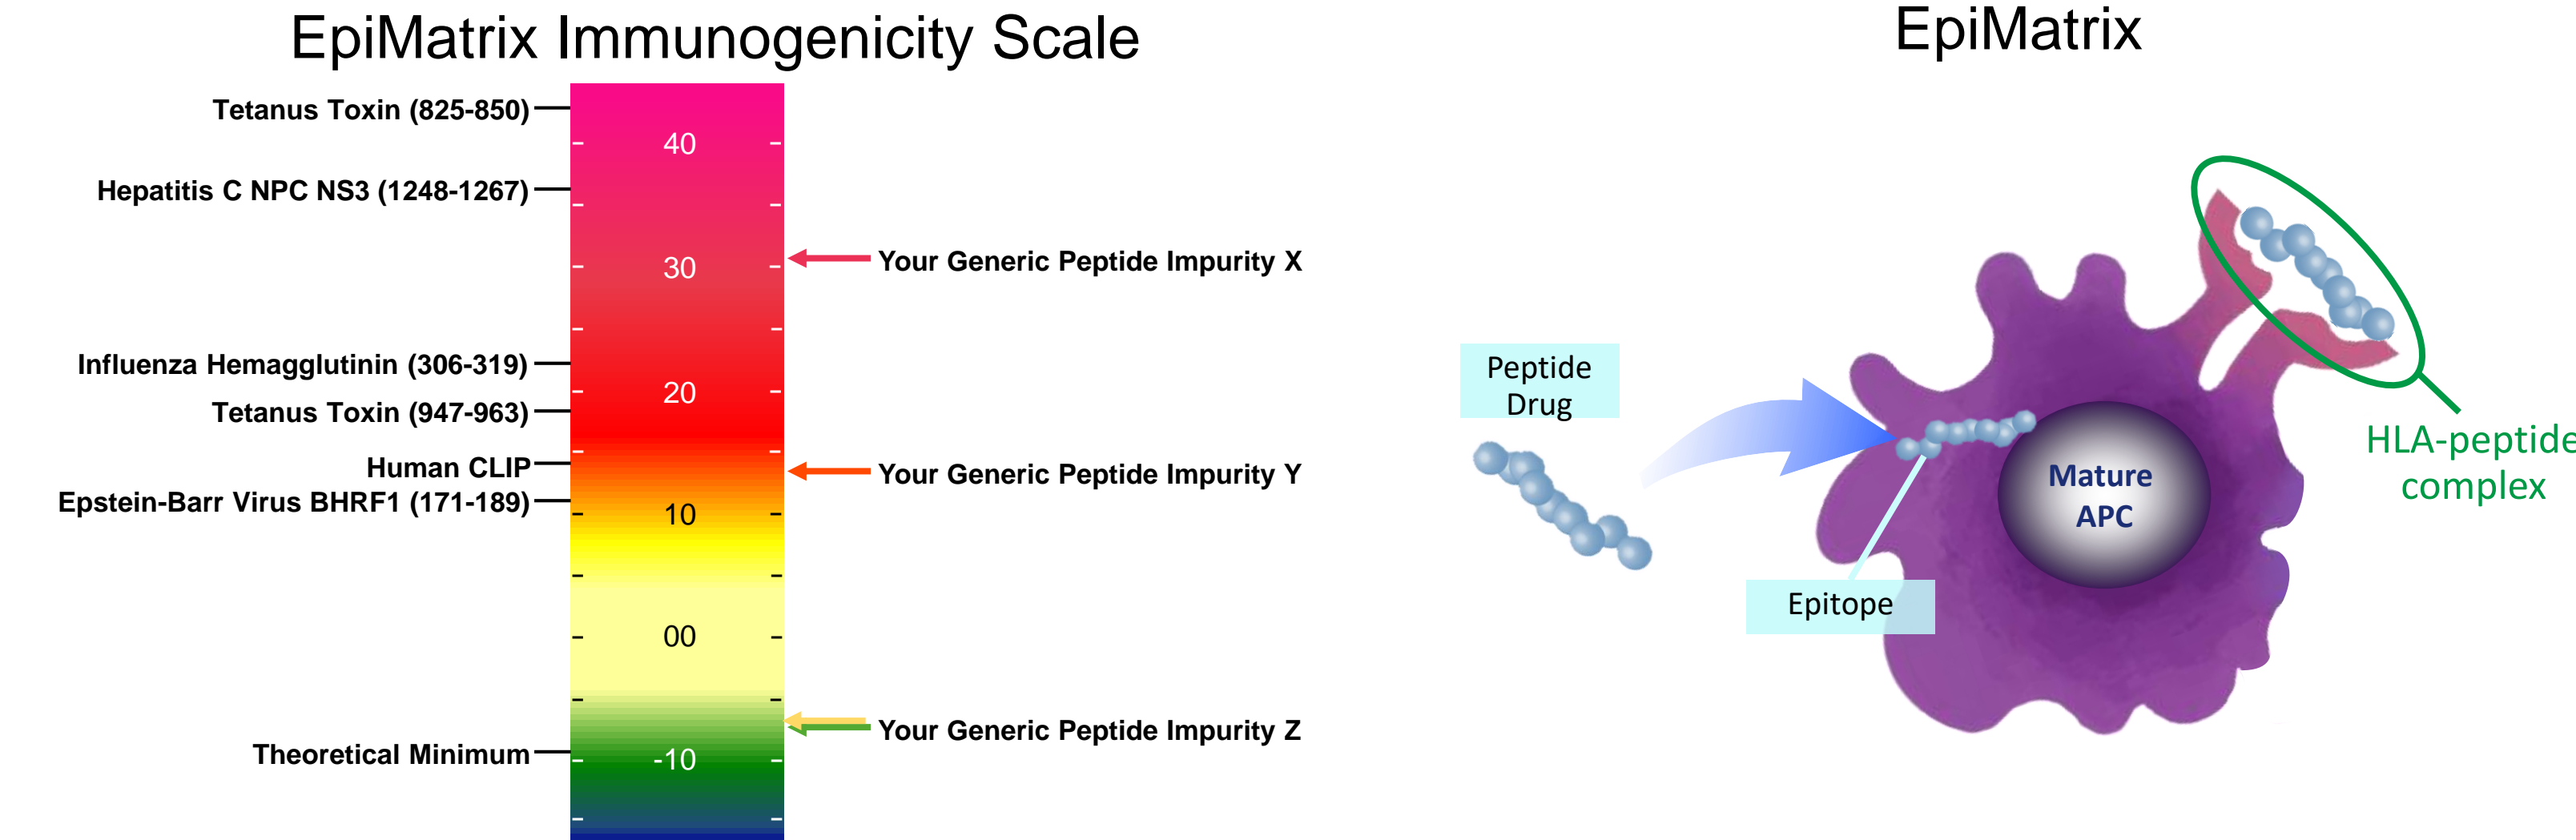 EpiMatrix Immunogenicity Scale
Tetanus Toxin (825-850)
Hepatitis C NPC NS3 (1248-1267)
Influenza Hemagglutinin (306-319)
Tetanus Toxin (947-963)
Human CLIP
Epstein-Barr Virus BHRF1 (171-189)
Theoretical Minimum
40
30
20
10
00
-10
Your Generic Peptide Impurity X
Your Generic Peptide Impurity Y
Your Generic Peptide Impurity Z
EpiMatrix
Peptide
Drug
Epitope
Mature
APC
HLA-peptide
complex